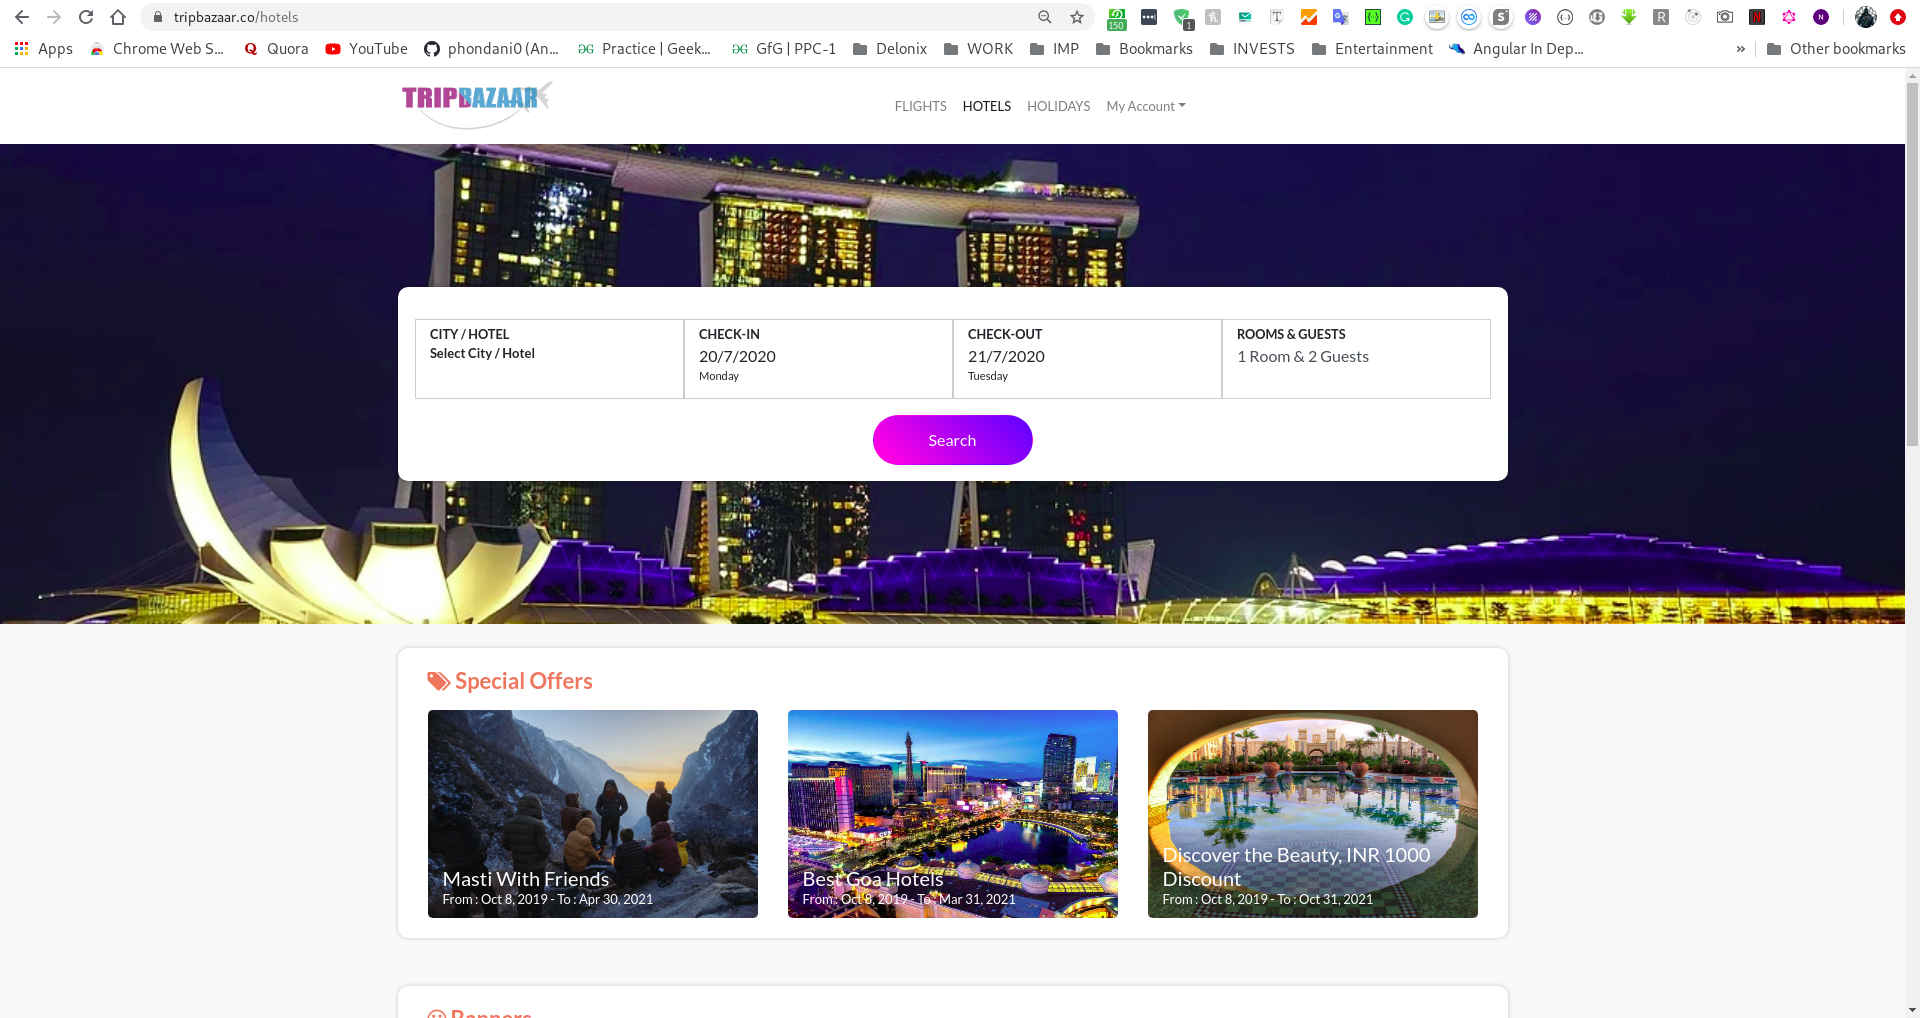 tripbazaar.co/hotels
150
1
Apps
Chrome Web S...
Quora
YouTube
phondani0 (An...
Practice | Geek...
GfG | PPC-1
Delonix
WORK
IMP
Bookmarks
INVESTS
Entertainment
Angular In Dep...
»
Other bookmarks
TRIPBAZAAR
FLIGHTS
HOTELS
HOLIDAYS
My Account
CITY / HOTEL
Select City / Hotel
CHECK-IN
20/7/2020
Monday
CHECK-OUT
21/7/2020
Tuesday
ROOMS & GUESTS
1 Room & 2 Guests
Search
Special Offers
Masti With Friends
From : Oct 8, 2019 - To : Apr 30, 2021
Best Goa Hotels
From : Oct 8, 2019 - To : Mar 31, 2021
Discover the Beauty, INR 1000
Discount
From : Oct 8, 2019 - To : Oct 31, 2021
Banners